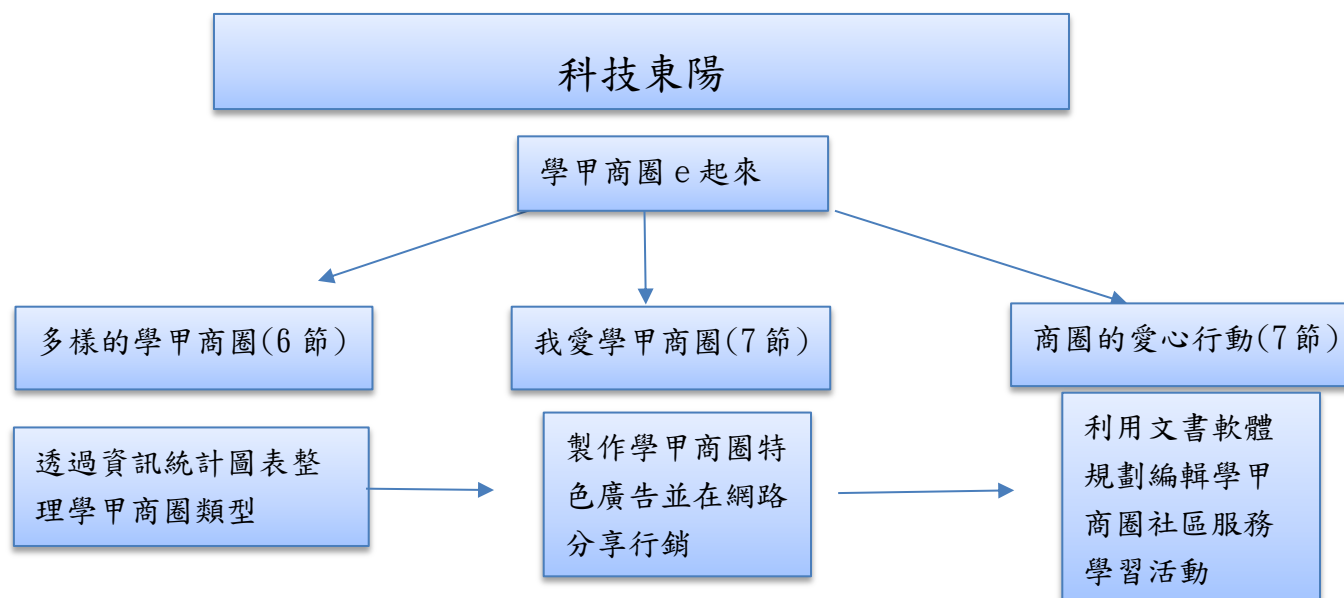 科技東陽
學甲商圈 e 起來
多樣的學甲商圈(6 節)
我愛學甲商圈(7 節)
商圈的愛心行動(7 節)
透過資訊統計圖表整
理學甲商圈類型
製作學甲商圈特
色廣告並在網路
分享行銷
利用文書軟體
規劃編輯學甲
商圈社區服務
學習活動